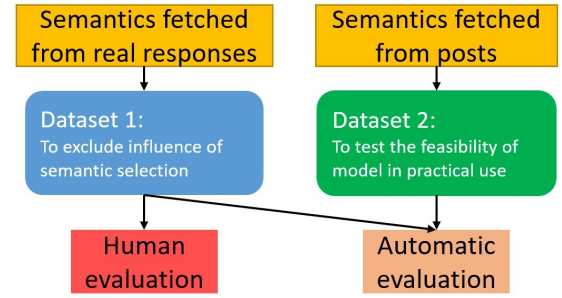 Semantics fetched
from real responses
Semantics fetched
from posts
Dataset 1:
To exclude influence of
semantic selection
Dataset 2:
To test the feasibility of
model in practical use
Human
evaluation
Automatic
evaluation